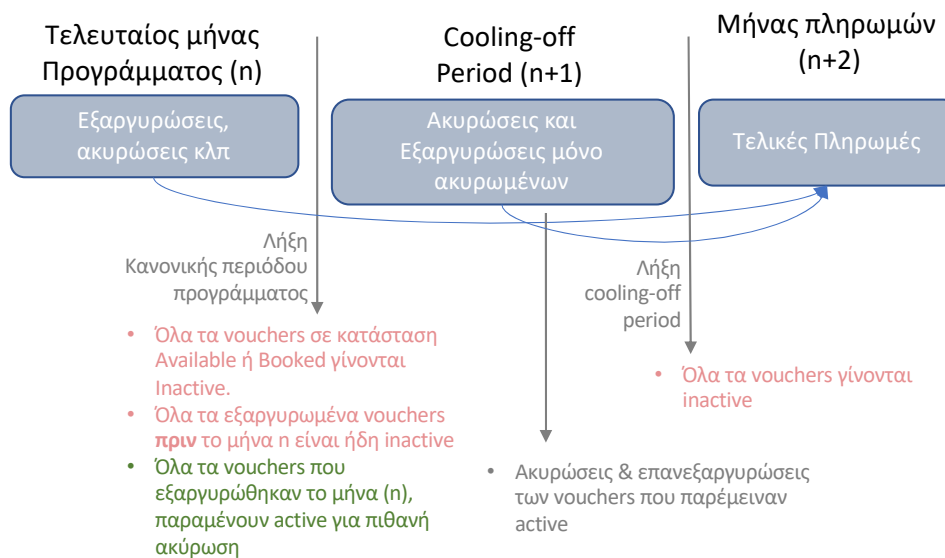 Τελευταίος μήνας
Προγράμματος (n)
Cooling-off
Period (n+1)
Μήνας πληρωμών
(n+2)
Εξαργυρώσεις,
ακυρώσεις κλπ
Ακυρώσεις και
Εξαργυρώσεις μόνο
ακυρωμένων
Τελικές Πληρωμές
Λήξη
Κανονικής περιόδου
προγράμματος
Λήξη
cooling-off
period
• Όλα τα vouchers σε κατάσταση
Available ή Booked γίνονται
Inactive.
• Όλα τα εξαργυρωμένα vouchers
πριν το μήνα n είναι ήδη inactive
• Όλα τα vouchers που
εξαργυρώθηκαν το μήνα (n),
παραμένουν active για πιθανή
ακύρωση
• Ακυρώσεις & επανεξαργυρώσεις
των vouchers που παρέμειναν
active
• Όλα τα vouchers γίνονται
inactive